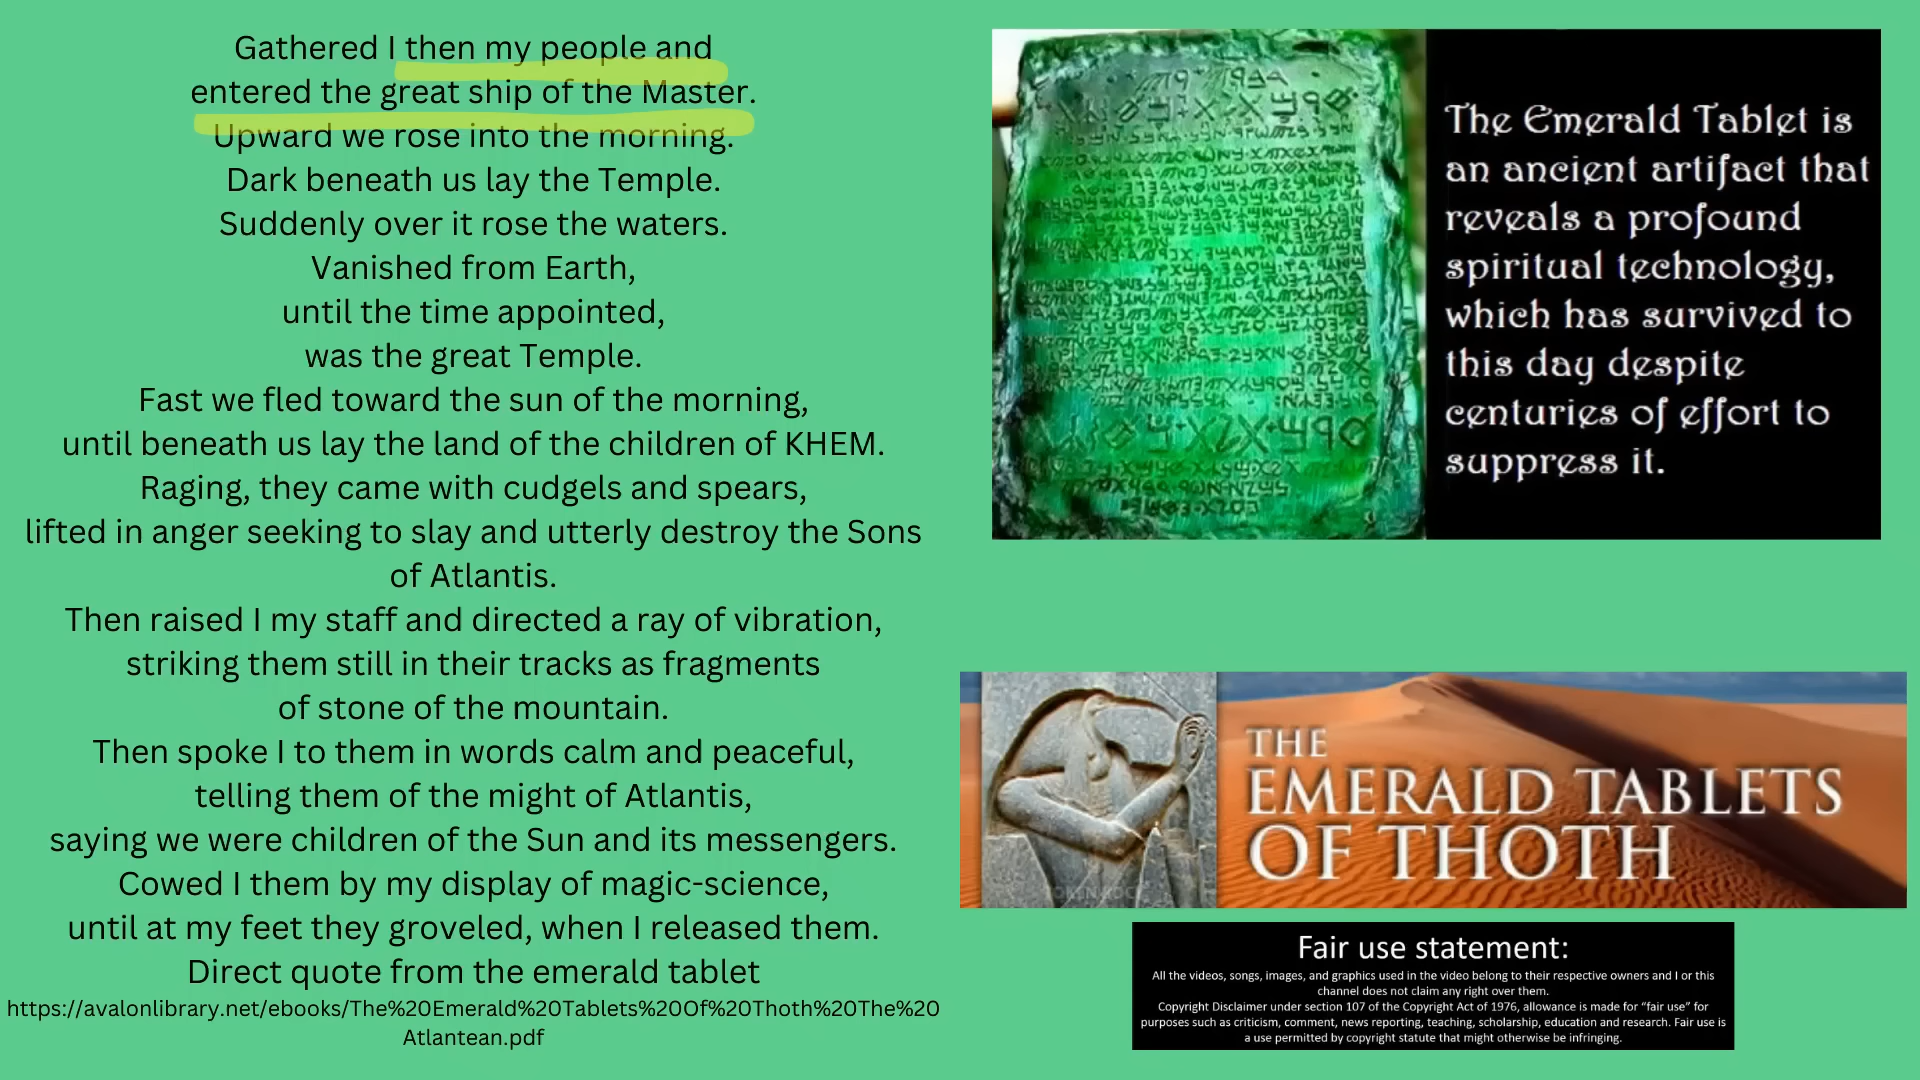 Gathered I then my people and
entered the great ship of the Master.
Upward we rose into the morning.
Dark beneath us lay the Temple.
Suddenly over it rose the waters.
Vanished from Earth,
until the time appointed,
was the great Temple.
Fast we fled toward the sun of the morning,
until beneath us lay the land of the children of KHEM.
Raging, they came with cudgels and spears,
lifted in anger seeking to slay and utterly destroy the Sons
of Atlantis.
Then raised I my staff and directed a ray of vibration,
striking them still in their tracks as fragments
of stone of the mountain.
Then spoke I to them in words calm and peaceful,
telling them of the might of Atlantis,
saying we were children of the Sun and its messengers.
Cowed I them by my display of magic-science,
until at my feet they groveled, when I released them.
Direct quote from the emerald tablet
https://avalonlibrary.net/ebooks/The%20Emerald%20Tablets%20Of%20Thoth%20The%20
Atlantean.pdf
The Emerald Tablet is
an ancient artifact that
reveals a profound
spiritual technology,
which has survived to
this day despite
centuries of effort to
suppress it.
THE
EMERALD TABLETS
OF THOTH
Fair use statement:
All the videos, songs, images, and graphics used in the video belong to their respective owners and I or this
channel does not claim any right over them.
Copyright Disclaimer under section 107 of the Copyright Act of 1976, allowance is made for “fair use” for
purposes such as criticism, comment, news reporting, teaching, scholarship, education and research. Fair use is
a use permitted by copyright statute that might otherwise be infringing.